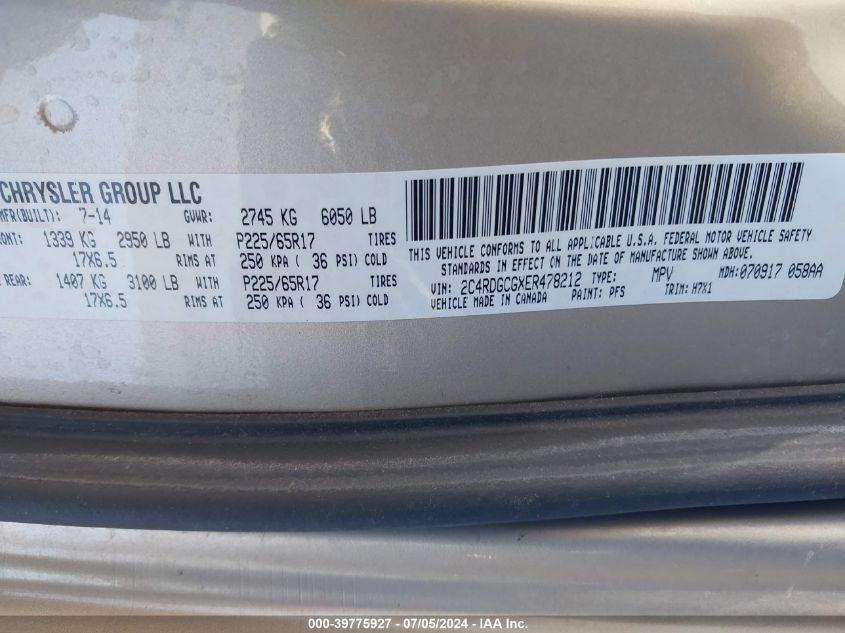 CHRYSLER GROUP LLC
MFR(BUILT): 7-14 GVWR: 2745 KG 6050 LB
RONT: 1339 KG 2950 LB WITH P225/65R17 TIRES
17X6.5 RIMS AT 250 KPA ( 36 PSI) COLD
REAR: 1407 KG 3100 LB WITH P225/65R17 TIRES
17X6.5 RIMS AT 250 KPA ( 36 PSI) COLD
THIS VEHICLE CONFORMS TO ALL APPLICABLE U.S.A. FEDERAL MOTOR VEHICLE SAFETY
STANDARDS IN EFFECT ON THE DATE OF MANUFACTURE SHOWN ABOVE.
VIN: 2C4RDGCGXER478212 TYPE: MPV MDH:070917 058AA
VEHICLE MADE IN CANADA PAINT: PFS TRIM: H7X1
000-39775927 - 07/05/2024 - IAA Inc.